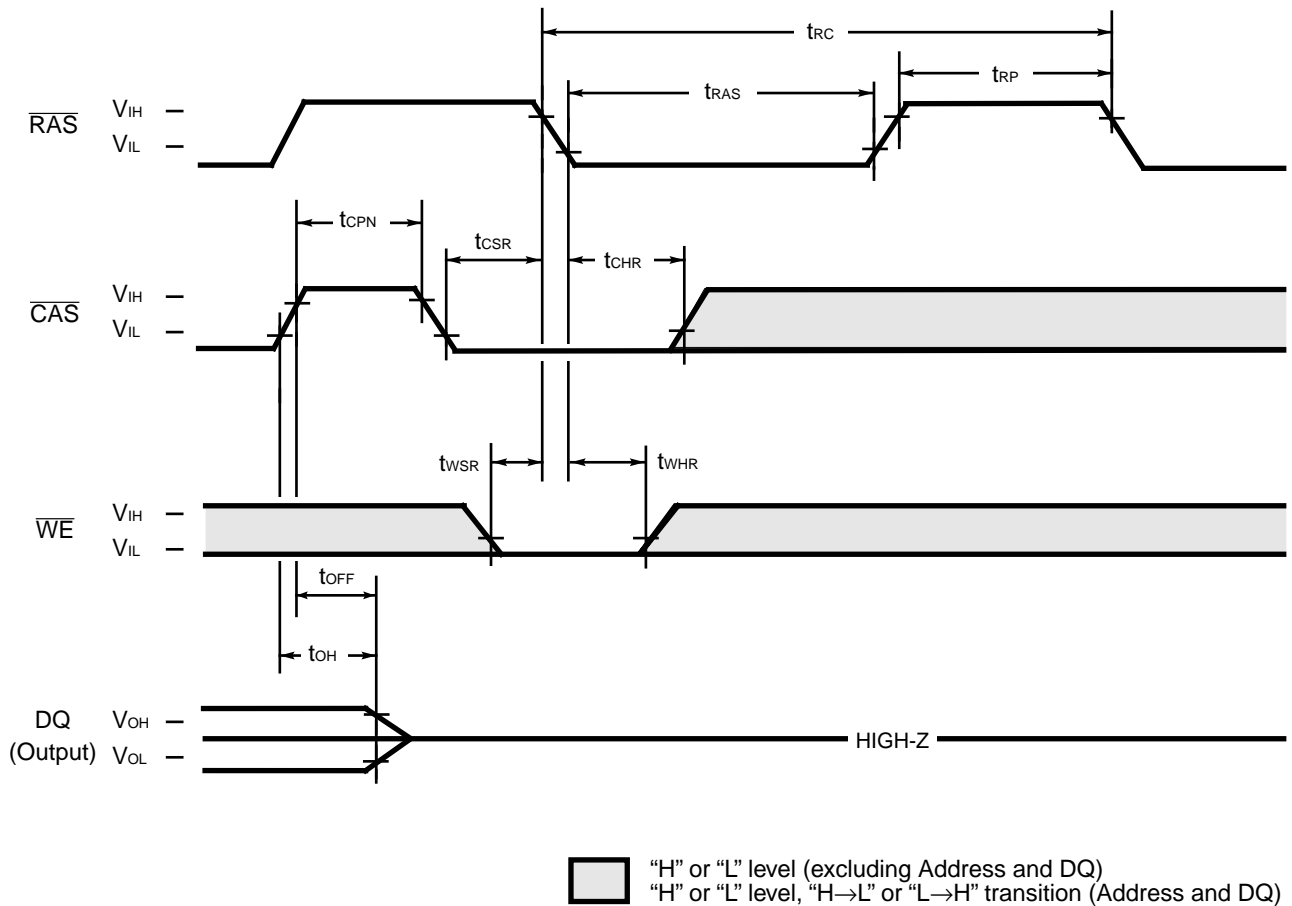 tRC
tRAS
tRP
RAS
VIH
VIL
tCPN
tCSR
tCHR
CAS
VIH
VIL
tWSR
tWHR
WE
VIH
VIL
tOFF
tOH
DQ
(Output)
VOH
VOL
HIGH-Z
“H” or “L” level (excluding Address and DQ)
“H” or “L” level, “H→L” or “L→H” transition (Address and DQ)